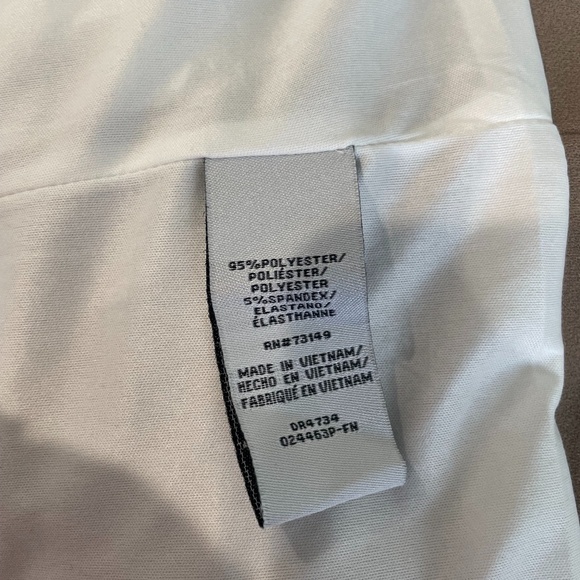 95%POLYESTER/
POLIÉSTER/
POLYESTER
5%SPANDEX/
ELASTANO/
ÉLASTHANNE
RN#73149
MADE IN VIETNAM/
HECHO EN VIETNAM/
FABRIQUÉ EN VIETNAM
DR4734
024463P-FN